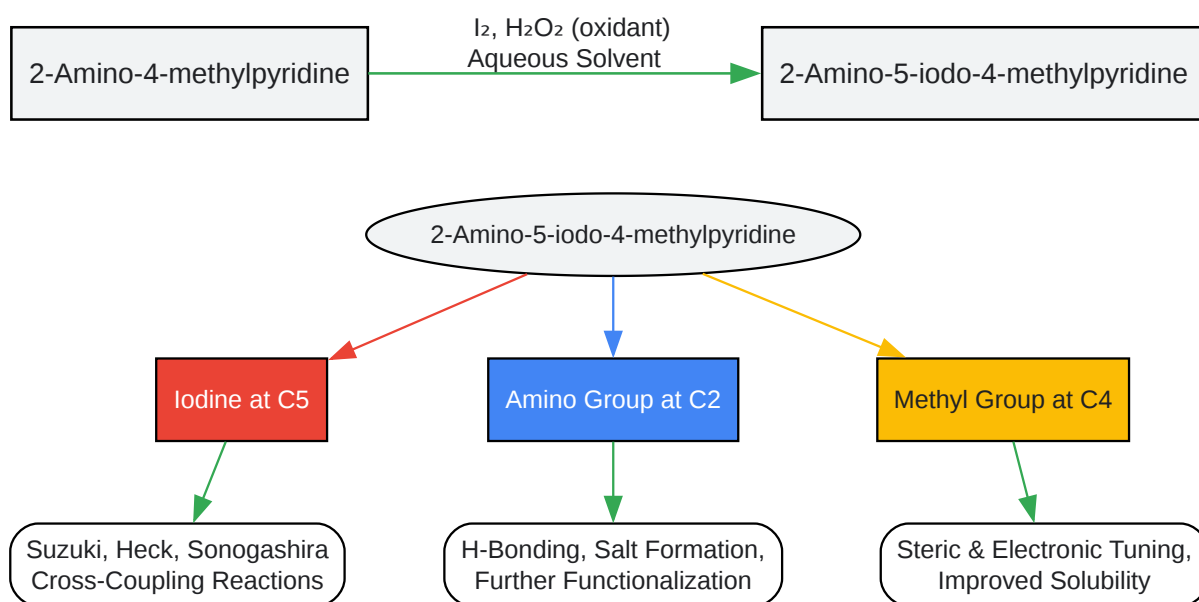 I₂, H₂O₂ (oxidant)
Aqueous Solvent
2-Amino-4-methylpyridine
2-Amino-5-iodo-4-methylpyridine
2-Amino-5-iodo-4-methylpyridine
Iodine at C5
Amino Group at C2
Methyl Group at C4
Suzuki, Heck, Sonogashira
Cross-Coupling Reactions
H-Bonding, Salt Formation,
Further Functionalization
Steric & Electronic Tuning,
Improved Solubility